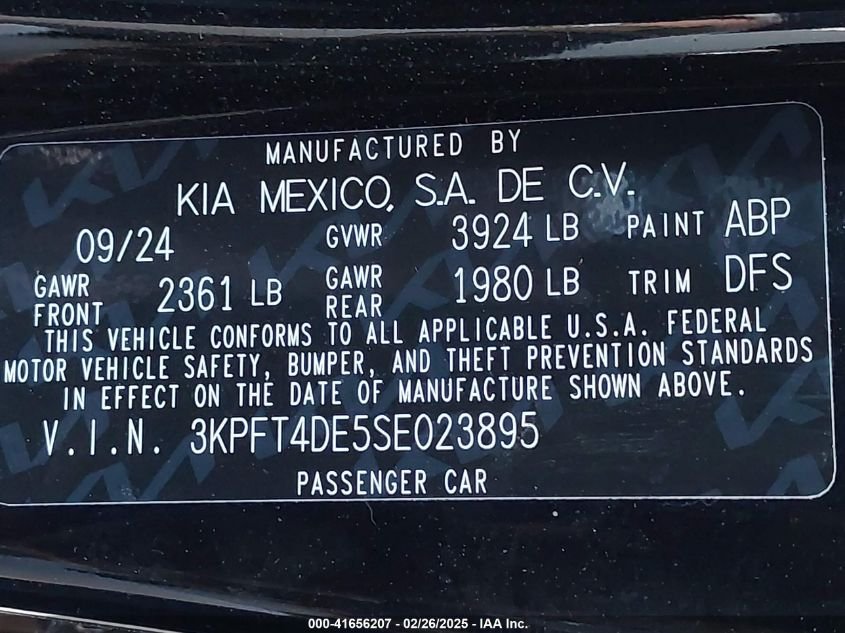 MANUFACTURED BY
KIA MEXICO, S.A. DE C.V.
09/24 GVWR 3924 LB PAINT ABP
GAWR FRONT 2361 LB GAWR REAR 1980 LB TRIM DFS
THIS VEHICLE CONFORMS TO ALL APPLICABLE U.S.A. FEDERAL
MOTOR VEHICLE SAFETY, BUMPER, AND THEFT PREVENTION STANDARDS
IN EFFECT ON THE DATE OF MANUFACTURE SHOWN ABOVE.
V.I.N. 3KPFT4DE5SE023895
PASSENGER CAR
000-41656207 - 02/26/2025 - IAA Inc.